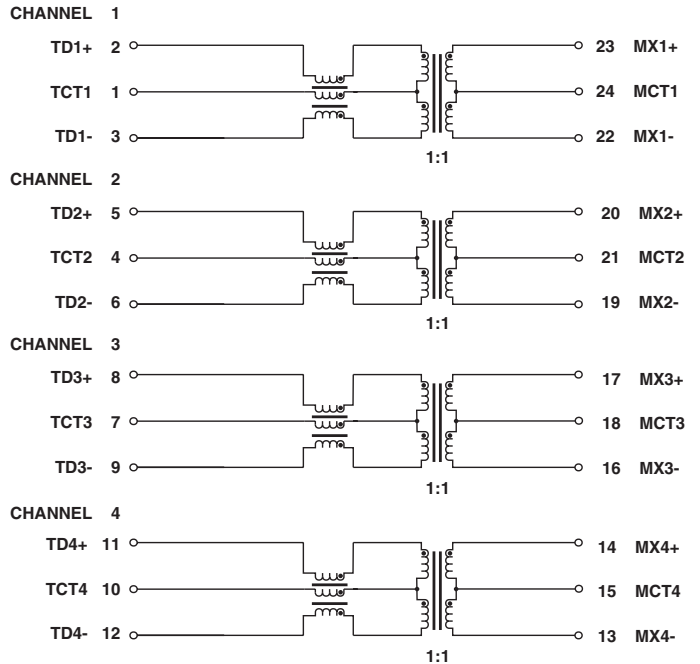 CHANNEL 1
TD1+ 2 23 MX1+
TCT1 1 24 MCT1
TD1- 3 22 MX1-
1:1
CHANNEL 2
TD2+ 5 20 MX2+
TCT2 4 21 MCT2
TD2- 6 19 MX2-
1:1
CHANNEL 3
TD3+ 8 17 MX3+
TCT3 7 18 MCT3
TD3- 9 16 MX3-
1:1
CHANNEL 4
TD4+ 11 14 MX4+
TCT4 10 15 MCT4
TD4- 12 13 MX4-
1:1